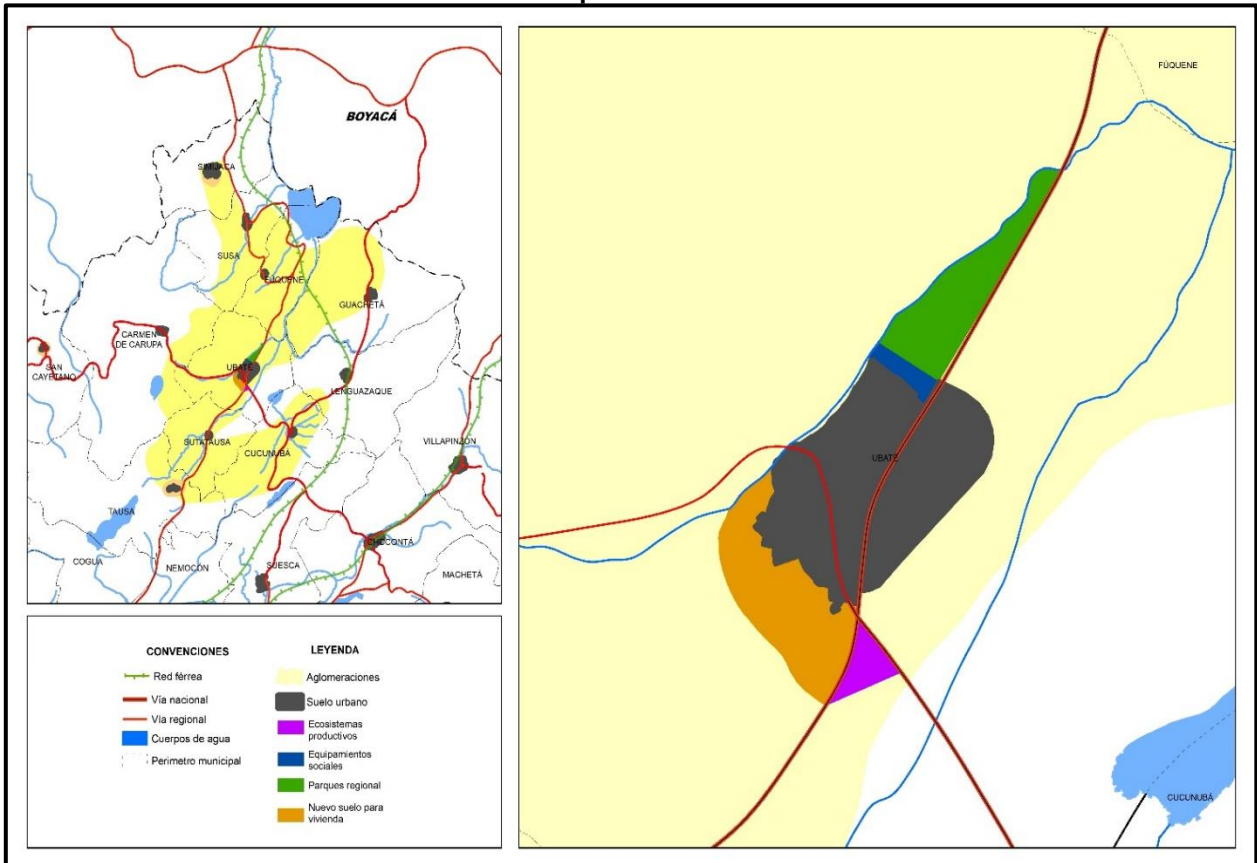 BOYACÁ
SIMIJACA
SUSA
FÚQUENE
GUACHETÁ
CARMEN
DE CARUPA
SAN
CAYETANO
UBATÉ
LENGUAZAQUE
SUTATAUSA
CUCUNUBÁ
VILLAPINZÓN
TAUSA
CHOCONTÁ
COGUA
NEMOCÓN
SUESCA
MACHETÁ
CONVENCIONES
Red férrea
Vía nacional
Vía regional
Cuerpos de agua
Perimetro municipal
LEYENDA
Aglomeraciones
Suelo urbano
Ecosistemas
productivos
Equipamientos
sociales
Parques regional
Nuevo suelo para
vivienda
FÚQUENE
UBATÉ
CUCUNUBÁ